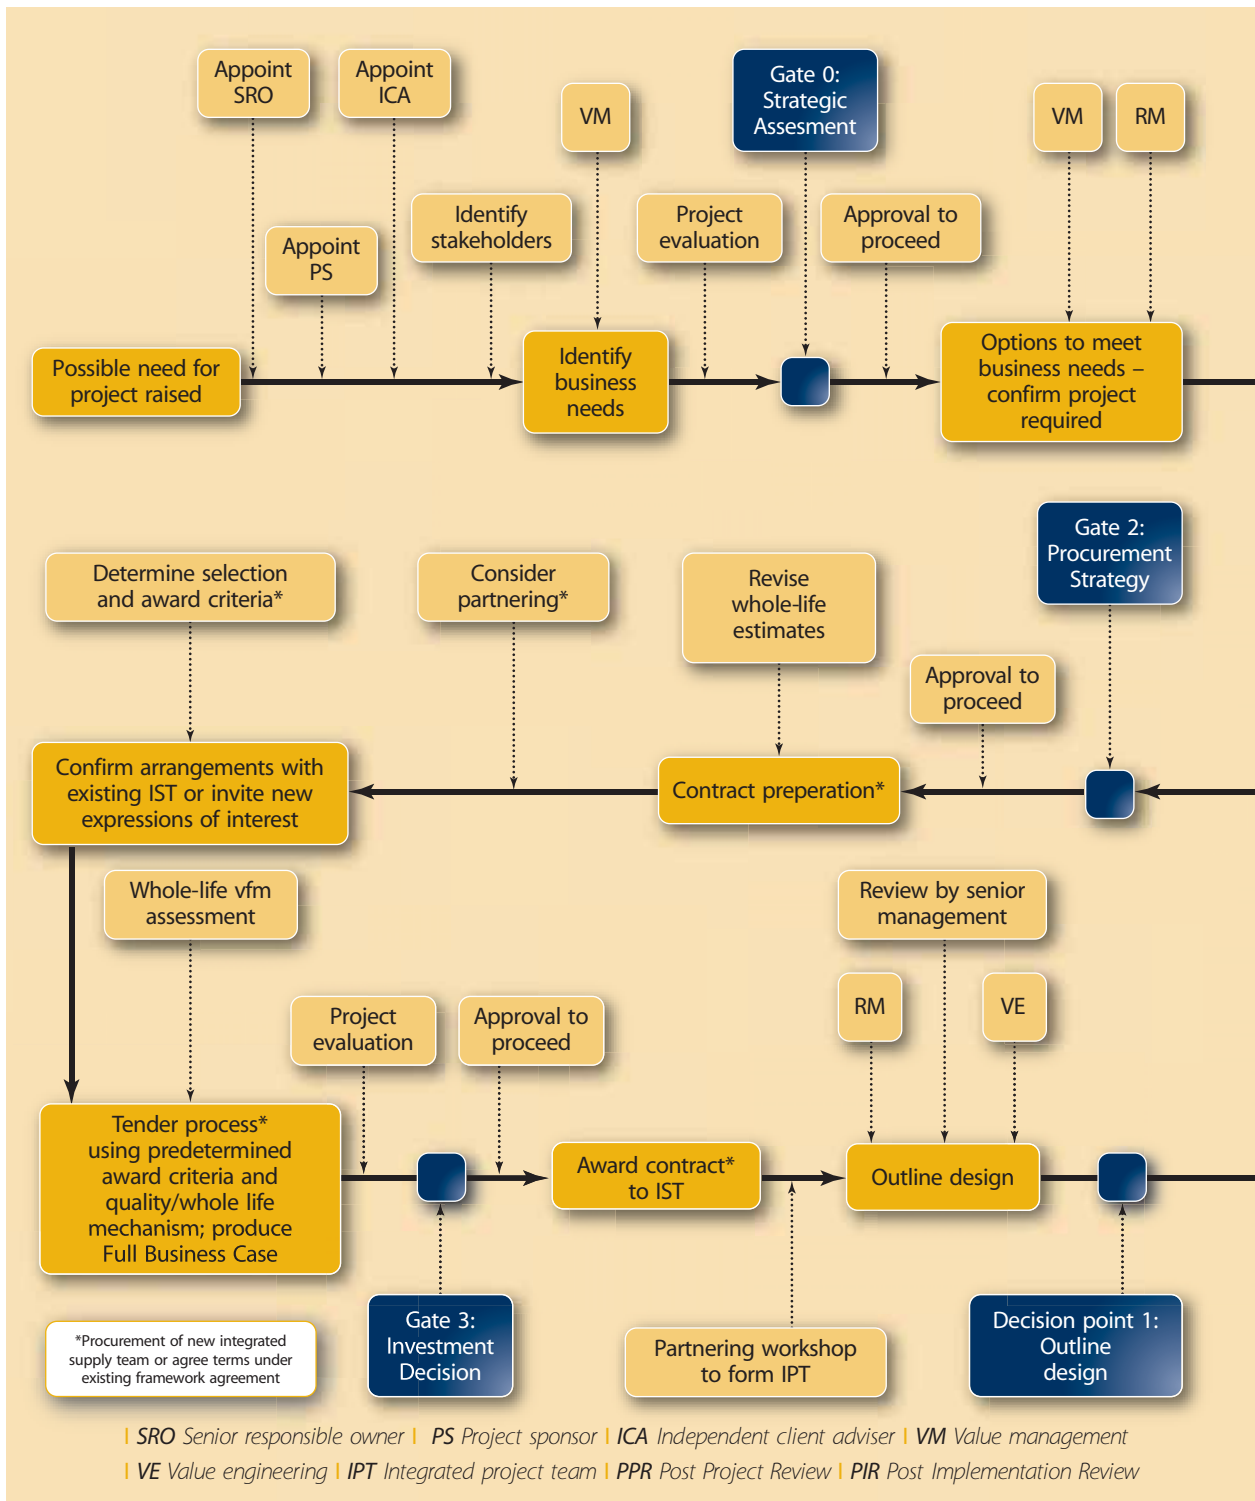 Appoint
SRO
Appoint
ICA
VM
Gate 0:
Strategic
Assesment
VM
RM
Appoint
PS
Identify
stakeholders
Project
evaluation
Approval to
proceed
Possible need for
project raised
Identify
business
needs
Options to meet
business needs –
confirm project
required
Gate 2:
Procurement
Strategy
Determine selection
and award criteria*
Consider
partnering*
Revise
whole-life
estimates
Approval to
proceed
Confirm arrangements with
existing IST or invite new
expressions of interest
Contract preperation*
Whole-life vfm
assessment
Review by senior
management
Project
evaluation
Approval to
proceed
RM
VE
Tender process*
using predetermined
award criteria and
quality/whole life
mechanism; produce
Full Business Case
Award contract*
to IST
Outline design
*Procurement of new integrated
supply team or agree terms under
existing framework agreement
Gate 3:
Investment
Decision
Partnering workshop
to form IPT
Decision point 1:
Outline
design
| SRO Senior responsible owner | PS Project sponsor | ICA Independent client adviser | VM Value management
| VE Value engineering | IPT Integrated project team | PPR Post Project Review | PIR Post Implementation Review